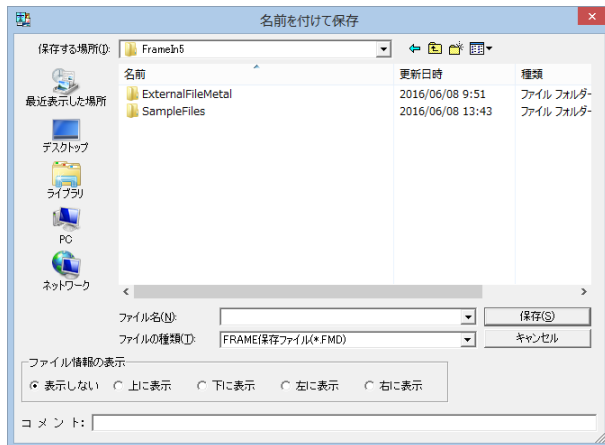 名前を付けて保存
保存する場所(I): FrameIn5
名前 更新日時 種類
ExternalFileMetal 2016/06/08 9:51 ファイル フォルダー
SampleFiles 2016/06/08 13:43 ファイル フォルダー
最近表示した場所
デスクトップ
ライブラリ
PC
ネットワーク
ファイル名(N): 保存(S)
ファイルの種類(T): FRAME保存ファイル(*.FMD) キャンセル
ファイル情報の表示
表示しない 上に表示 下に表示 左に表示 右に表示
コメント: